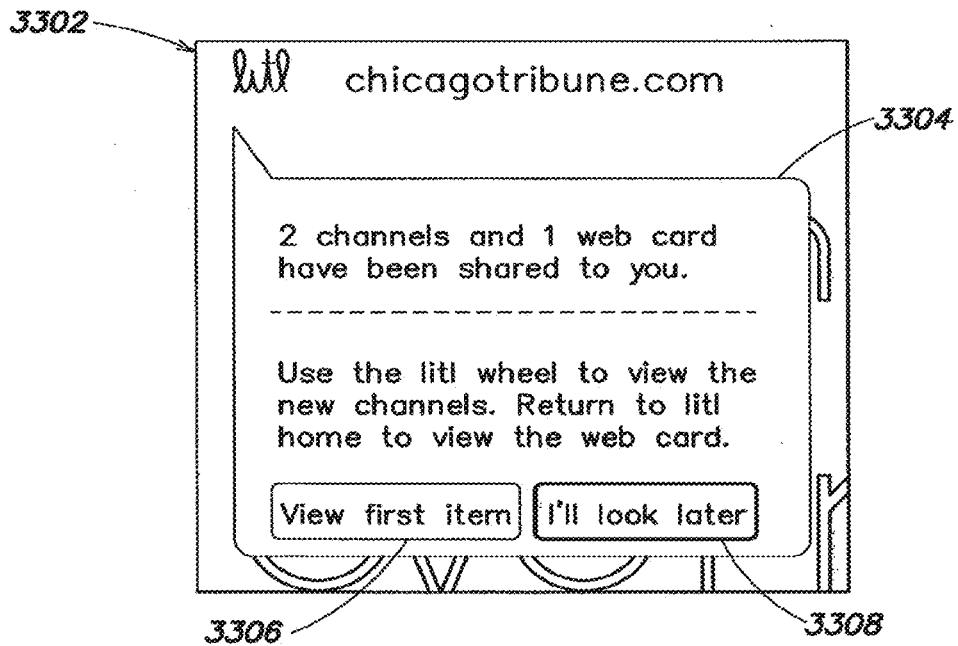 3302
litl chicagotribune.com
3304
2 channels and 1 web card
have been shared to you.
Use the litl wheel to view the
new channels. Return to litl
home to view the web card.
View first item I'll look later
3306
3308